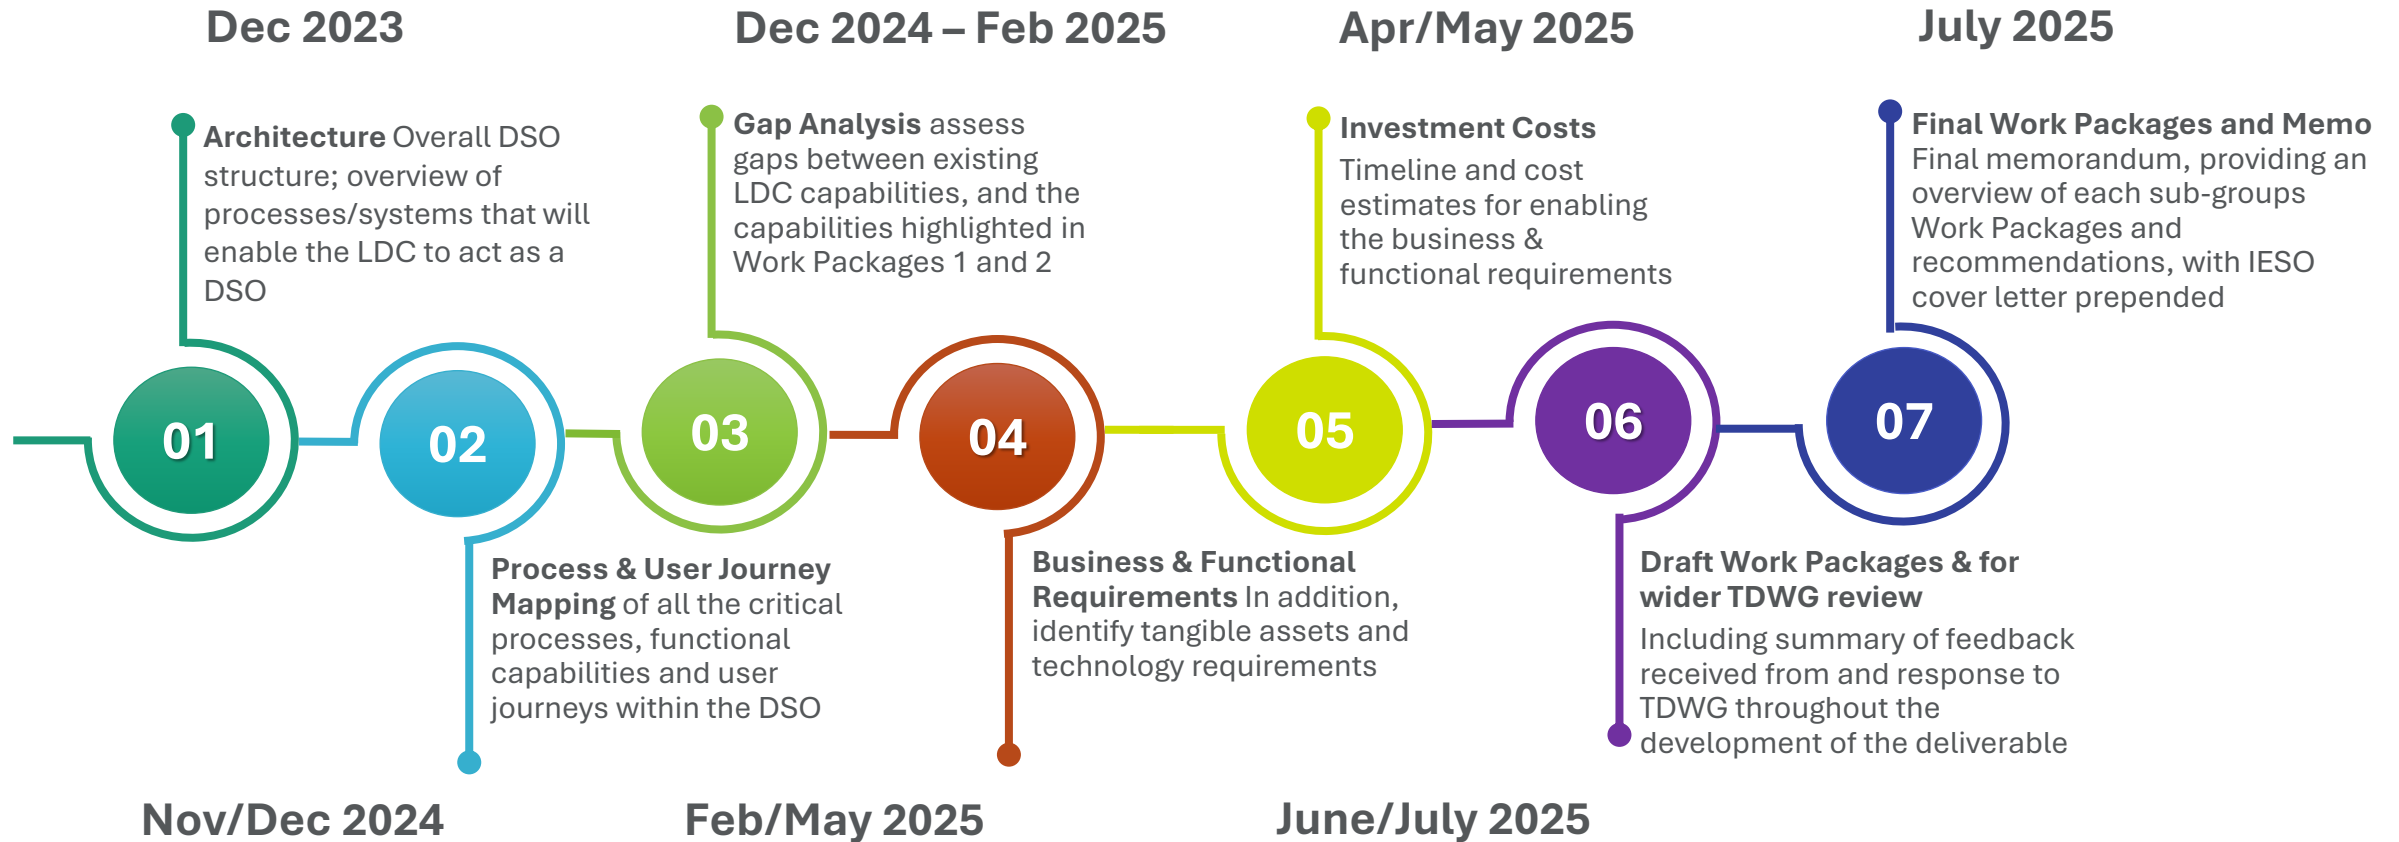 Dec 2023
Dec 2024 – Feb 2025
Apr/May 2025
July 2025
Architecture Overall DSO
structure; overview of
processes/systems that will
enable the LDC to act as a
DSO
Gap Analysis assess
gaps between existing
LDC capabilities, and the
capabilities highlighted in
Work Packages 1 and 2
Investment Costs
Timeline and cost
estimates for enabling
the business &
functional requirements
Final Work Packages and Memo
Final memorandum, providing an
overview of each sub-groups
Work Packages and
recommendations, with IESO
cover letter prepended
01
02
03
04
05
06
07
Process & User Journey
Mapping of all the critical
processes, functional
capabilities and user
journeys within the DSO
Business & Functional
Requirements In addition,
identify tangible assets and
technology requirements
Draft Work Packages & for
wider TDWG review
Including summary of feedback
received from and response to
TDWG throughout the
development of the deliverable
Nov/Dec 2024
Feb/May 2025
June/July 2025